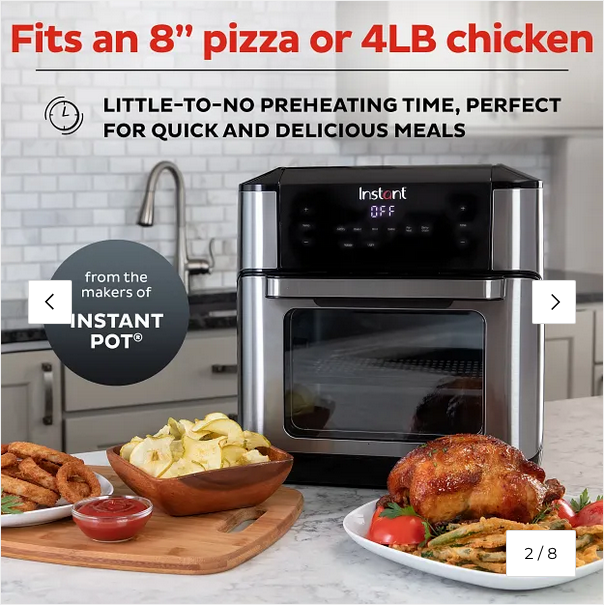 Fits an 8” pizza or 4LB chicken
LITTLE-TO-NO PREHEATING TIME, PERFECT
FOR QUICK AND DELICIOUS MEALS
Instant
OFF
from the
makers of
INSTANT
POT®
2 / 8